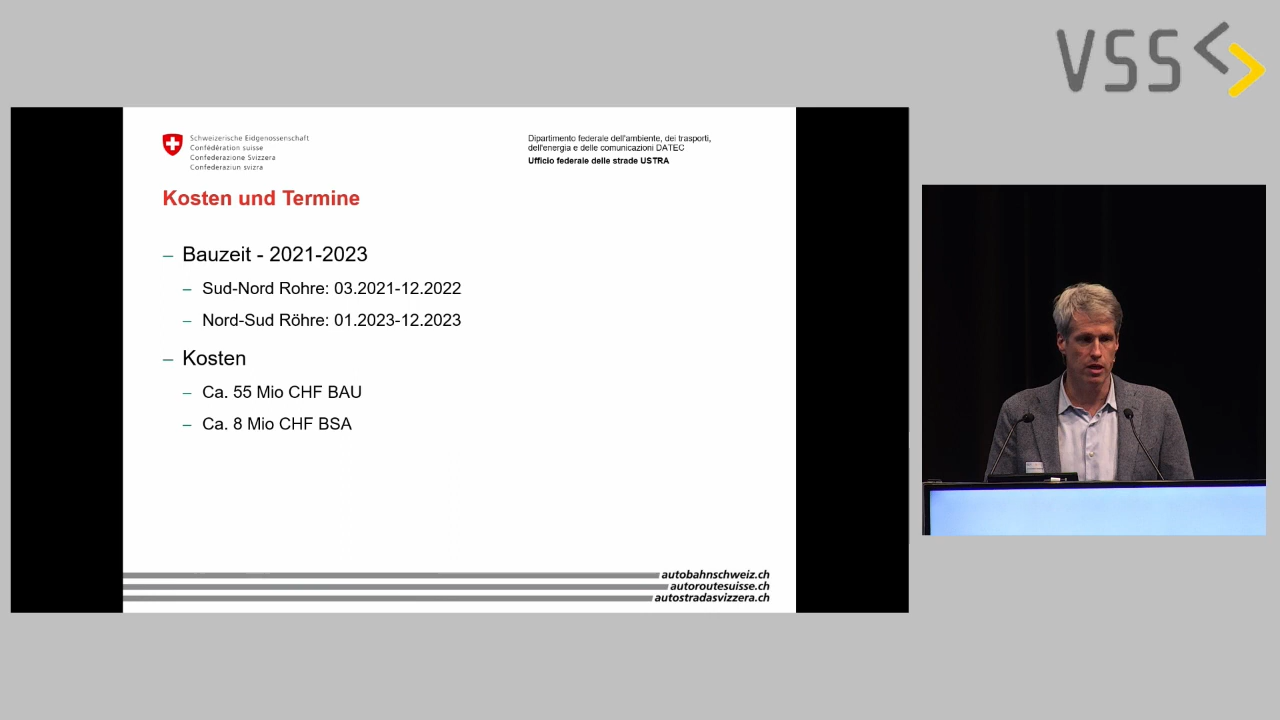 VSS
Schweizerische Eidgenossenschaft
Confédération suisse
Confederazione Svizzera
Confederaziun svizra
Dipartimento federale dell'ambiente, dei trasporti,
dell'energia e delle comunicazioni DATEC
Ufficio federale delle strade USTRA
Kosten und Termine
– Bauzeit - 2021-2023
– Sud-Nord Rohre: 03.2021-12.2022
– Nord-Sud Röhre: 01.2023-12.2023
– Kosten
– Ca. 55 Mio CHF BAU
– Ca. 8 Mio CHF BSA
autobahnschweiz.ch
autoroutesuisse.ch
autostradasvizzera.ch